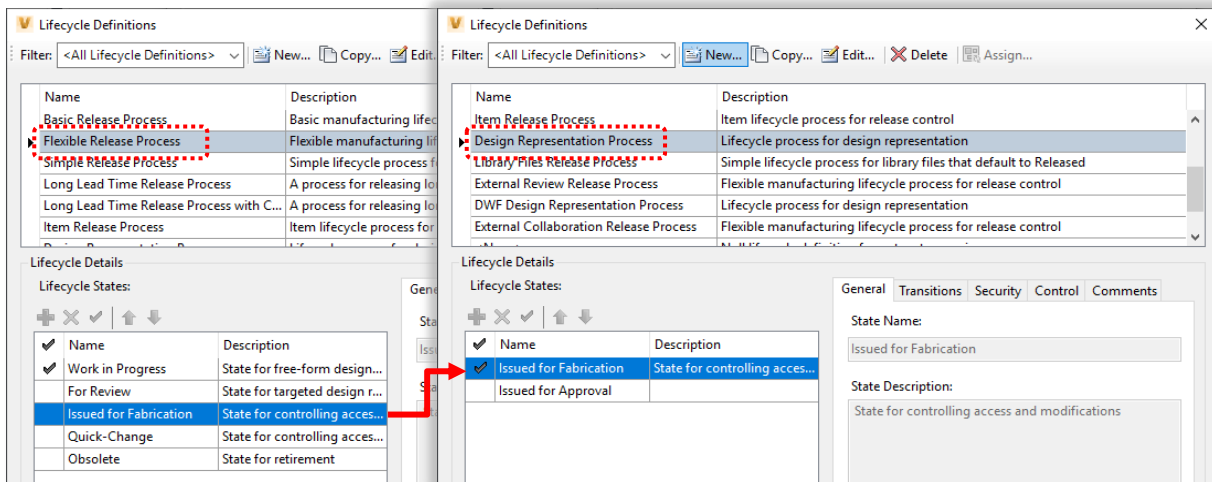 Lifecycle Definitions
Filter: <All Lifecycle Definitions> New... Copy... Edit.
Name Description
Basic Release Process Basic manufacturing lifec
Flexible Release Process Flexible manufacturing lif
Simple Release Process Simple lifecycle process f
Long Lead Time Release Process A process for releasing lo
Long Lead Time Release Process with C... A process for releasing lo
Item Release Process Item lifecycle process for
Lifecycle Details
Lifecycle States:
Gene
Sta
Name Description
Iss
Work in Progress State for free-form design...
For Review State for targeted design r...
Issued for Fabrication State for controlling acces...
Quick-Change State for controlling acces...
Obsolete State for retirement
Lifecycle Definitions
Filter: <All Lifecycle Definitions> New... Copy... Edit... Delete Assign...
Name Description
Item Release Process Item lifecycle process for release control
Design Representation Process Lifecycle process for design representation
Library Files Release Process Simple lifecycle process for library files that default to Released
External Review Release Process Flexible manufacturing lifecycle process for release control
DWF Design Representation Process Lifecycle process for design representation
External Collaboration Release Process Flexible manufacturing lifecycle process for release control
Lifecycle Details
Lifecycle States:
Name Description
Issued for Fabrication State for controlling acces...
Issued for Approval
General Transitions Security Control Comments
State Name:
Issued for Fabrication
State Description:
State for controlling access and modifications